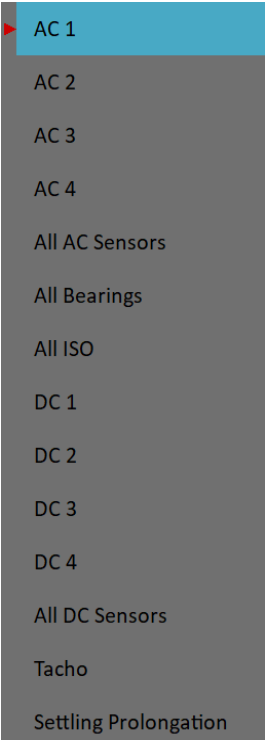 AC 1
AC 2
AC 3
AC 4
All AC Sensors
All Bearings
All ISO
DC 1
DC 2
DC 3
DC 4
All DC Sensors
Tacho
Settling Prolongation